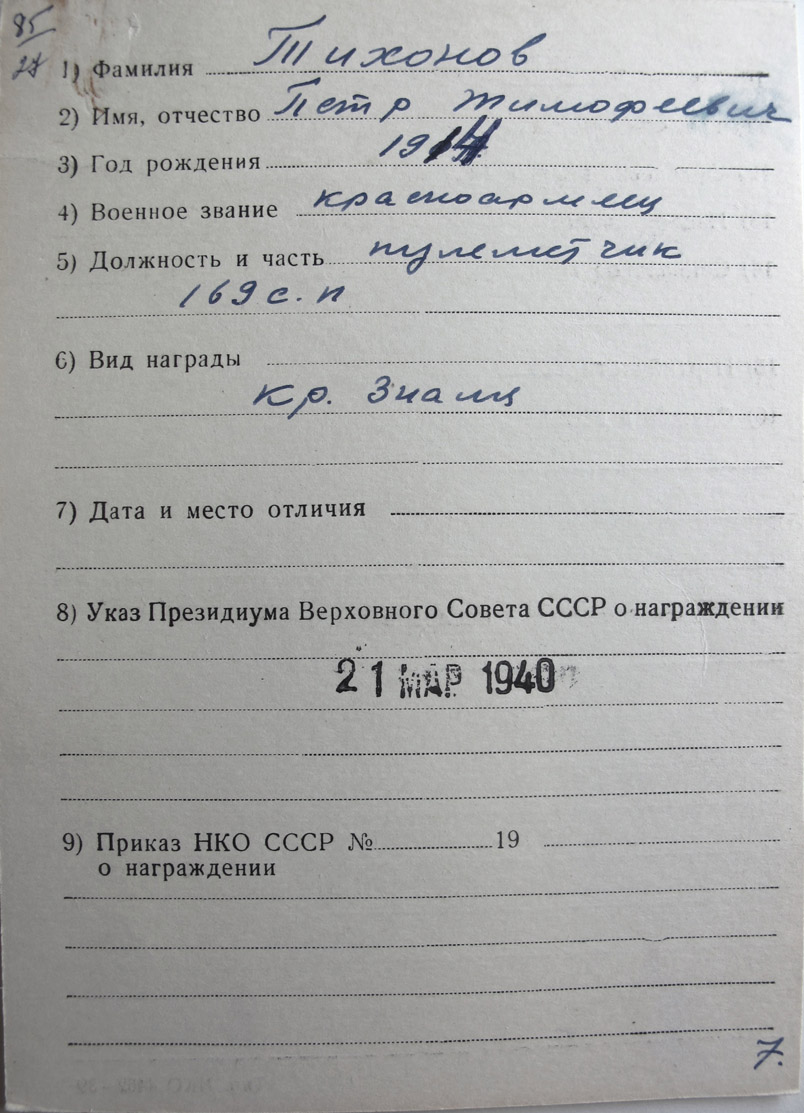 85
1) Фамилия Тихонов
2) Имя, отчество Петр Тимофеевич
3) Год рождения 1914
4) Военное звание красноармеец
5) Должность и часть пулеметчик
169 с. п
6) Вид награды
Кр. Знамц
7) Дата и место отличия
8) Указ Президиума Верховного Совета СССР о награждении
21 МАР 1940
9) Приказ НКО СССР № 19
о награждении
7.